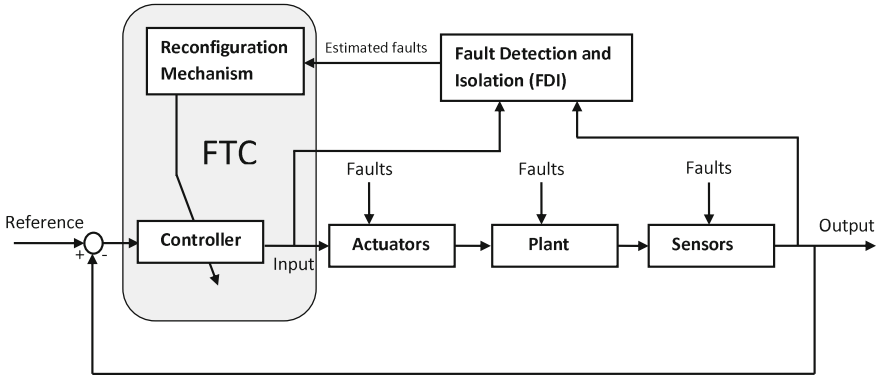 Reconfiguration
Mechanism
Estimated faults
Fault Detection and
Isolation (FDI)
FTC
Faults
Faults
Faults
Reference
+
-
Controller
Input
Actuators
Plant
Sensors
Output